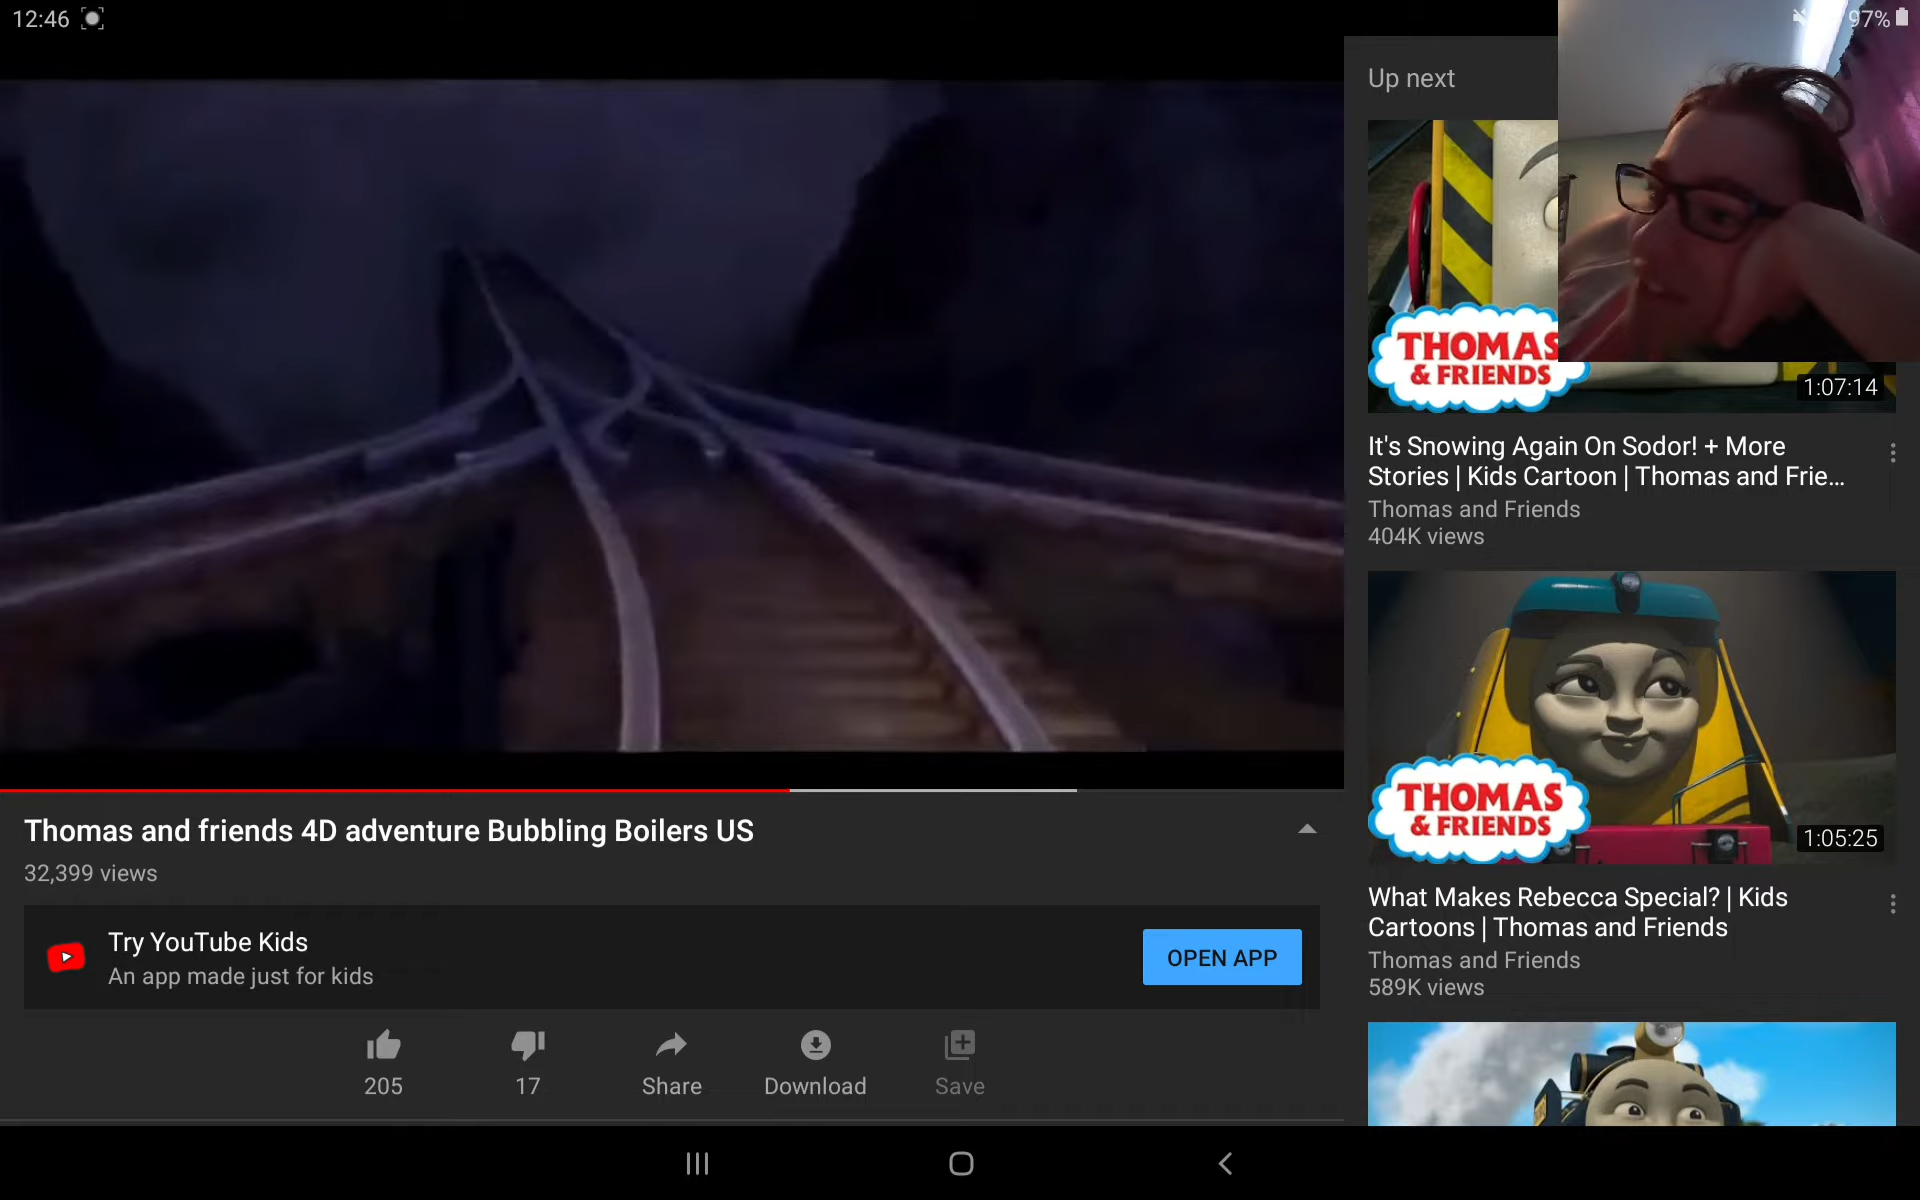 12:46
97%
Up next
THOMAS
& FRIENDS
1:07:14
It's Snowing Again On Sodor! + More
Stories | Kids Cartoon | Thomas and Frie...
Thomas and Friends
404K views
THOMAS
& FRIENDS
1:05:25
What Makes Rebecca Special? | Kids
Cartoons | Thomas and Friends
Thomas and Friends
589K views
Thomas and friends 4D adventure Bubbling Boilers US
32,399 views
Try YouTube Kids
An app made just for kids
OPEN APP
205
17
Share
Download
Save